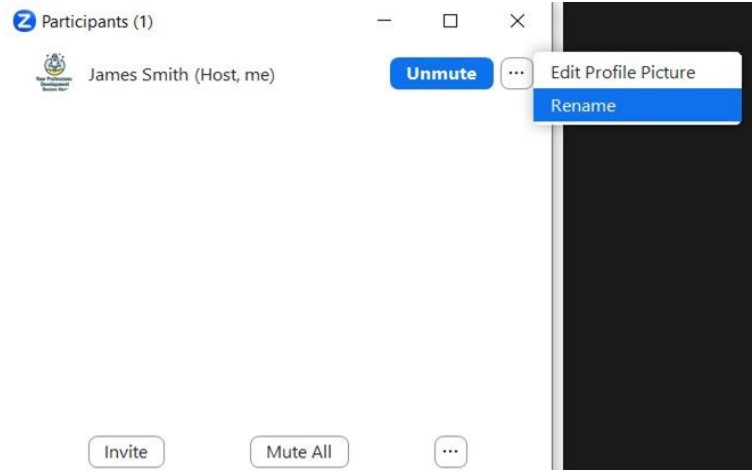 Participants (1)
James Smith (Host, me)
Unmute
...
Edit Profile Picture
Rename
Invite
Mute All
...